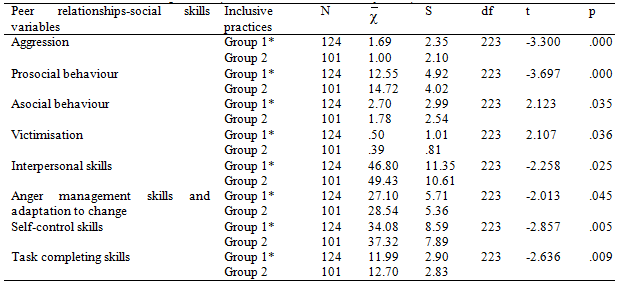 Peer relationships-social skills Inclusive N χ̄ S df t p
variables practices
Aggression Group 1* 124 1.69 2.35 223 -3.300 .000
Group 2 101 1.00 2.10
Prosocial behaviour Group 1* 124 12.55 4.92 223 -3.697 .000
Group 2 101 14.72 4.02
Asocial behaviour Group 1* 124 2.70 2.99 223 2.123 .035
Group 2 101 1.78 2.54
Victimisation Group 1* 124 .50 1.01 223 2.107 .036
Group 2 101 .39 .81
Interpersonal skills Group 1* 124 46.80 11.35 223 -2.258 .025
Group 2 101 49.43 10.61
Anger management skills and Group 1* 124 27.10 5.71 223 -2.013 .045
adaptation to change Group 2 101 28.54 5.36
Self-control skills Group 1* 124 34.08 8.59 223 -2.857 .005
Group 2 101 37.32 7.89
Task completing skills Group 1* 124 11.99 2.90 223 -2.636 .009
Group 2 101 12.70 2.83